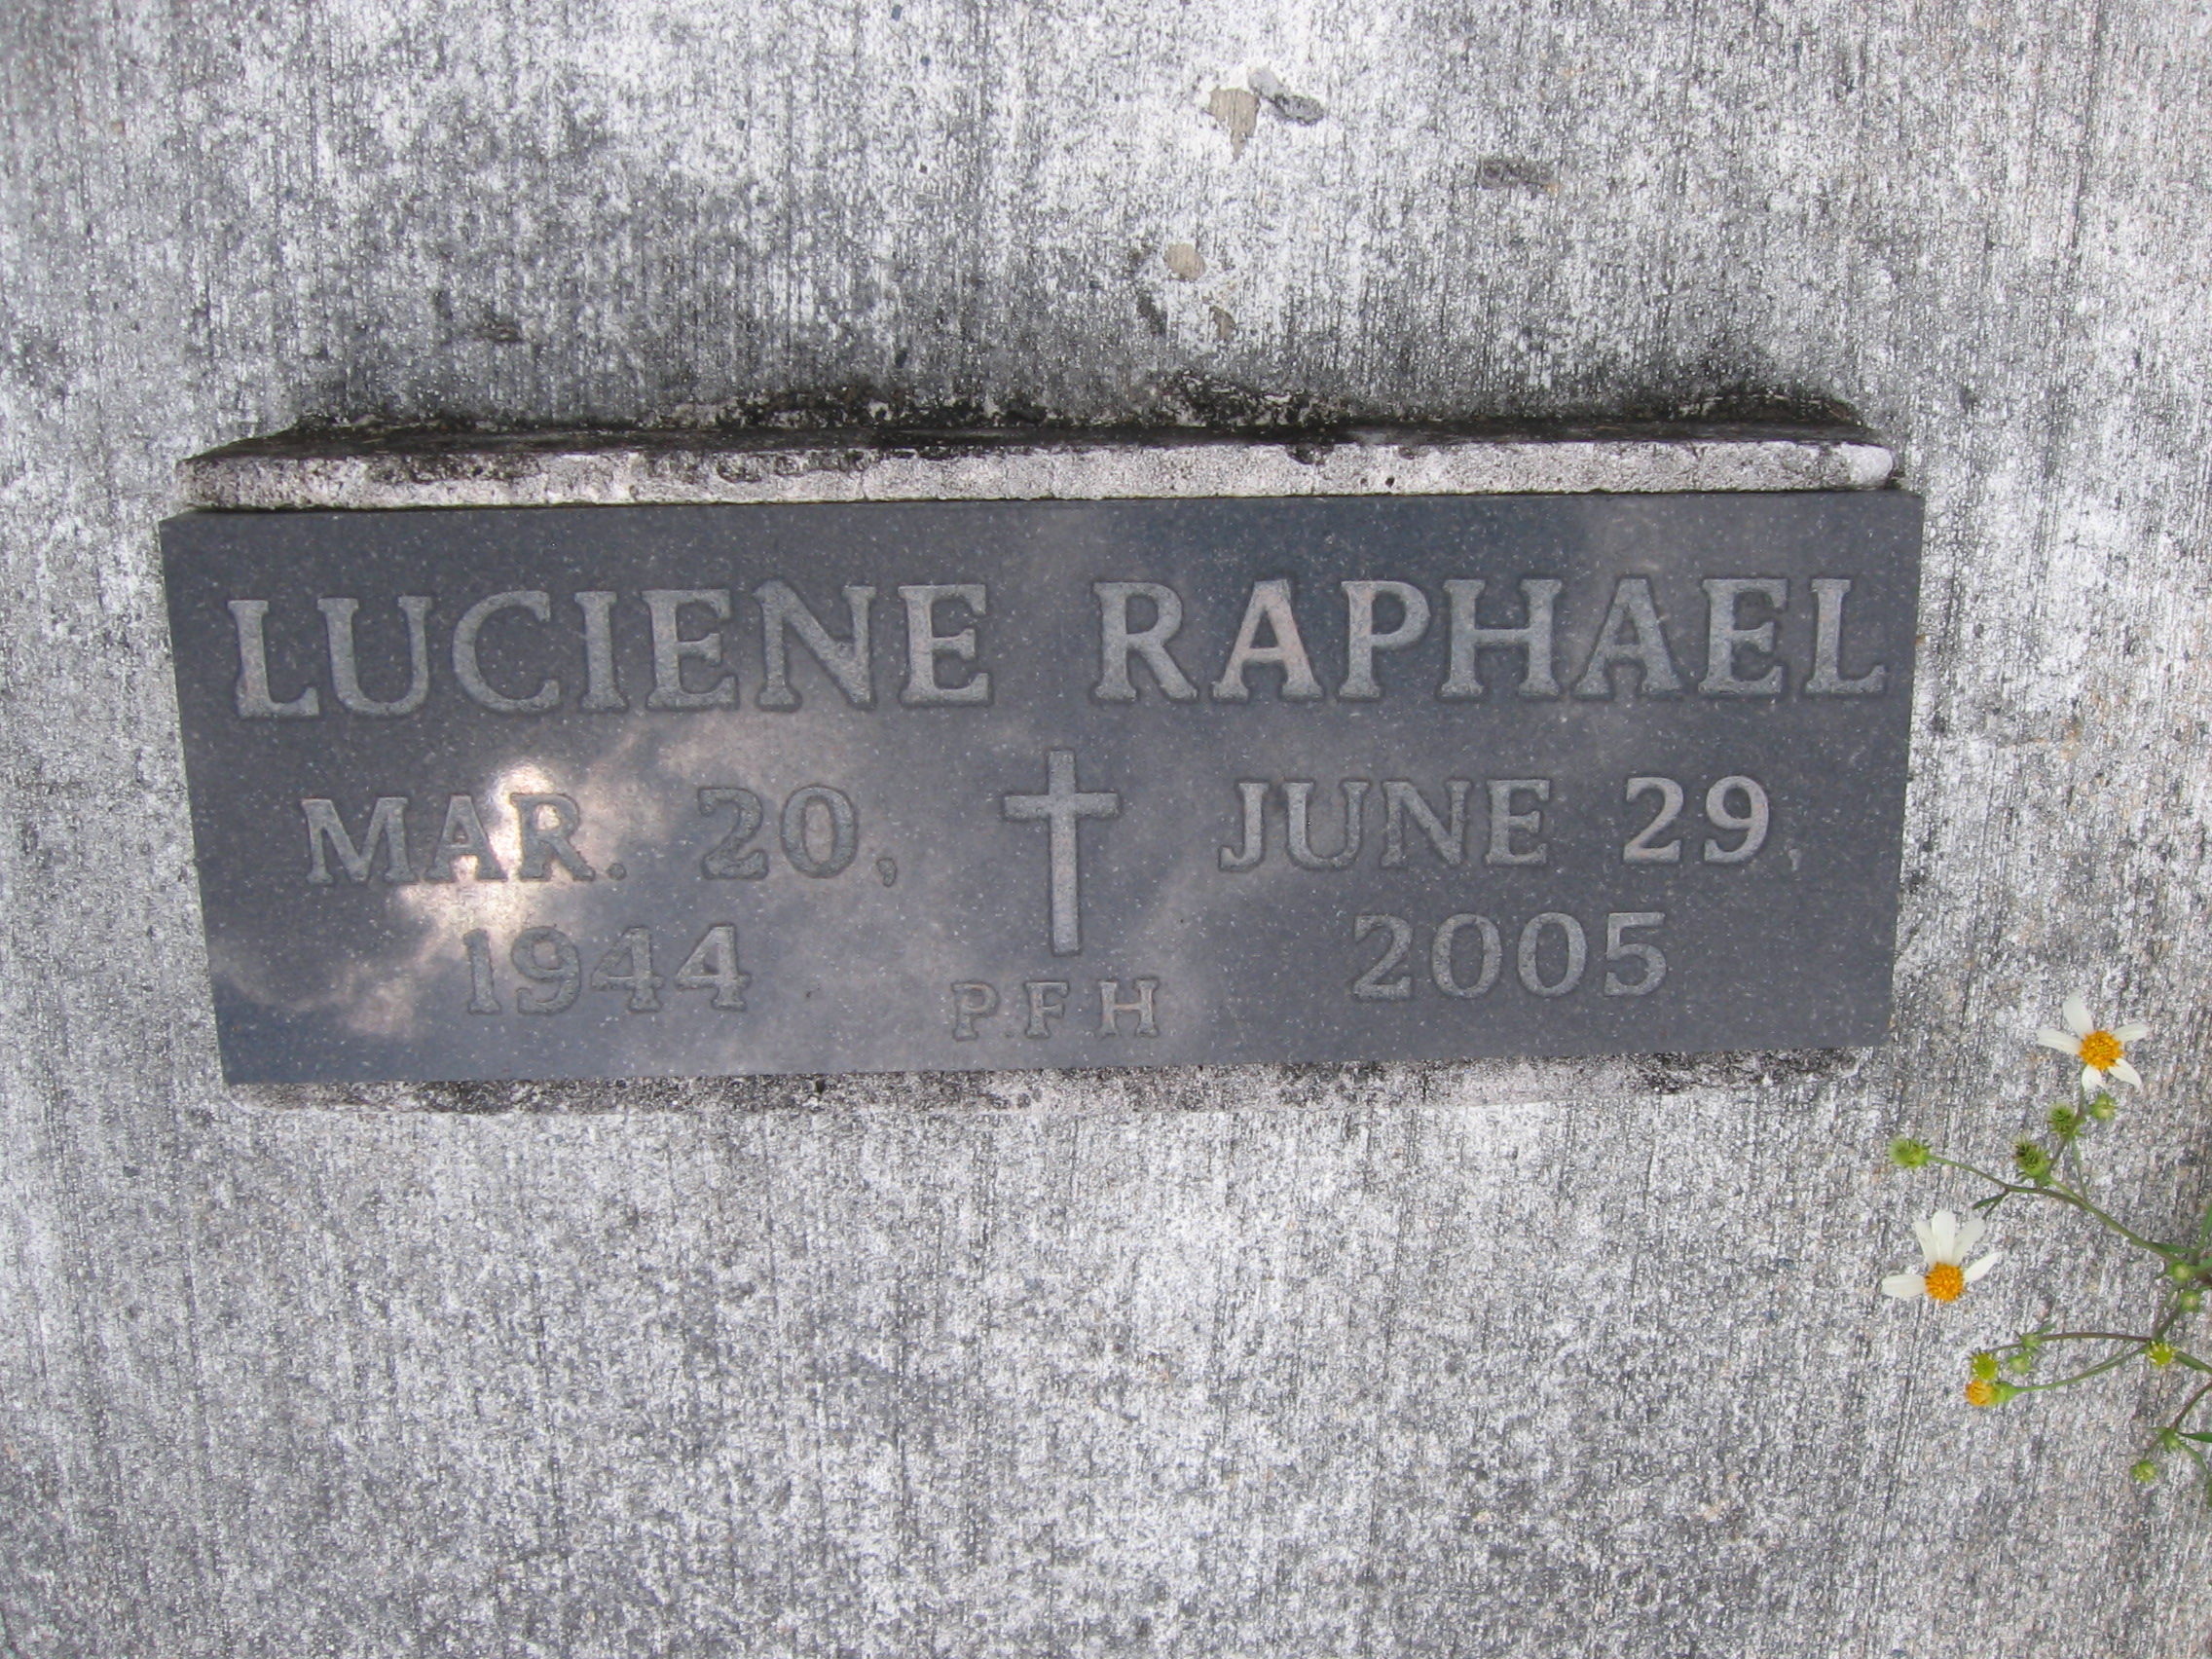 LUCIENE RAPHAEL
MAR. 20, JUNE 29,
1944 2005
P.F H